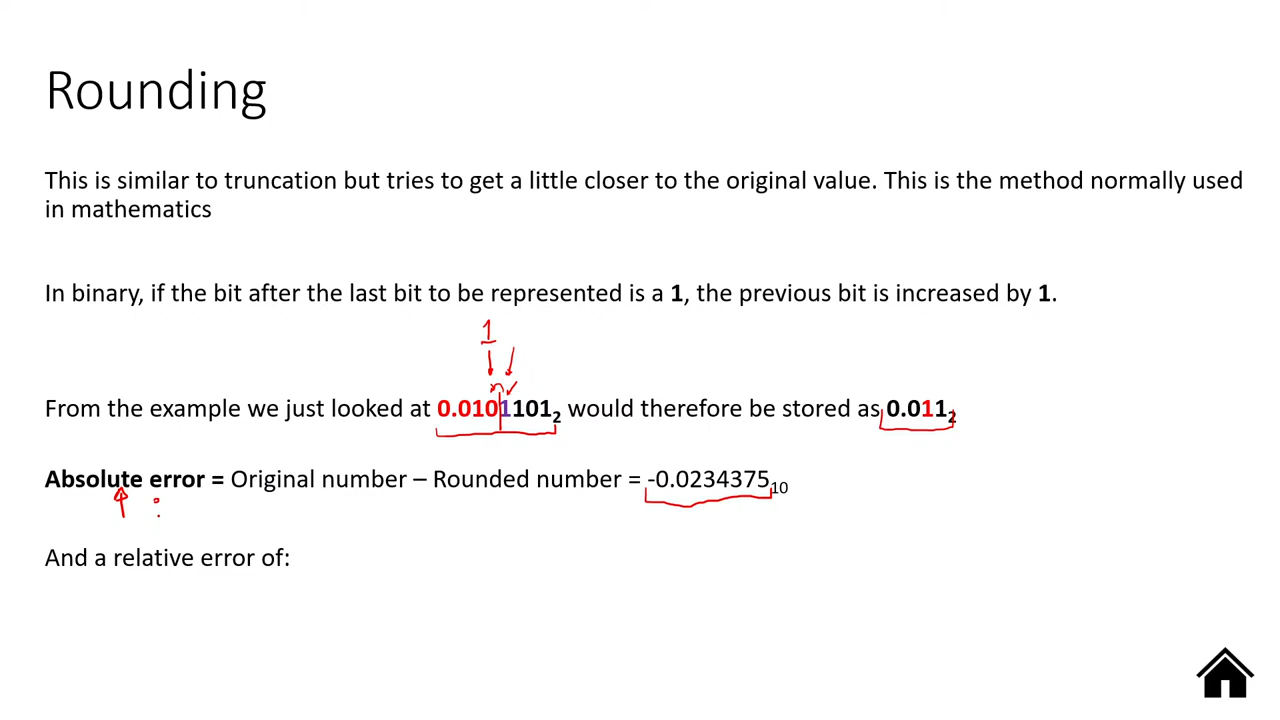 Rounding
This is similar to truncation but tries to get a little closer to the original value. This is the method normally used
in mathematics
In binary, if the bit after the last bit to be represented is a 1, the previous bit is increased by 1.
1
From the example we just looked at 0.0101101₂ would therefore be stored as 0.011₂
Absolute error = Original number – Rounded number = -0.0234375₁₀
And a relative error of: